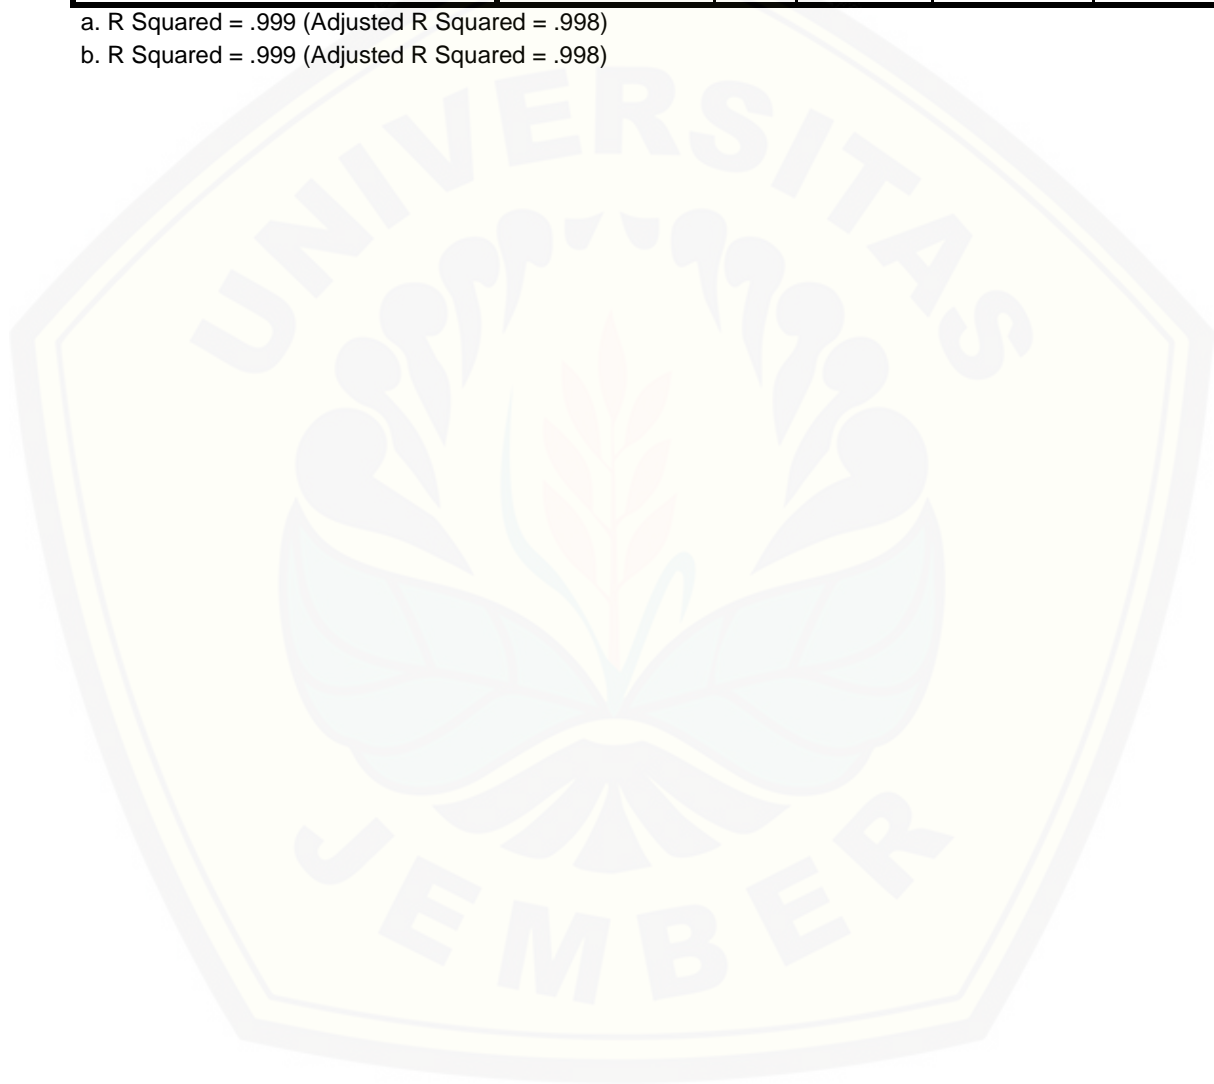 a. R Squared = .999 (Adjusted R Squared = .998)
b. R Squared = .999 (Adjusted R Squared = .998)
UNIVERSITAS
JEMBER